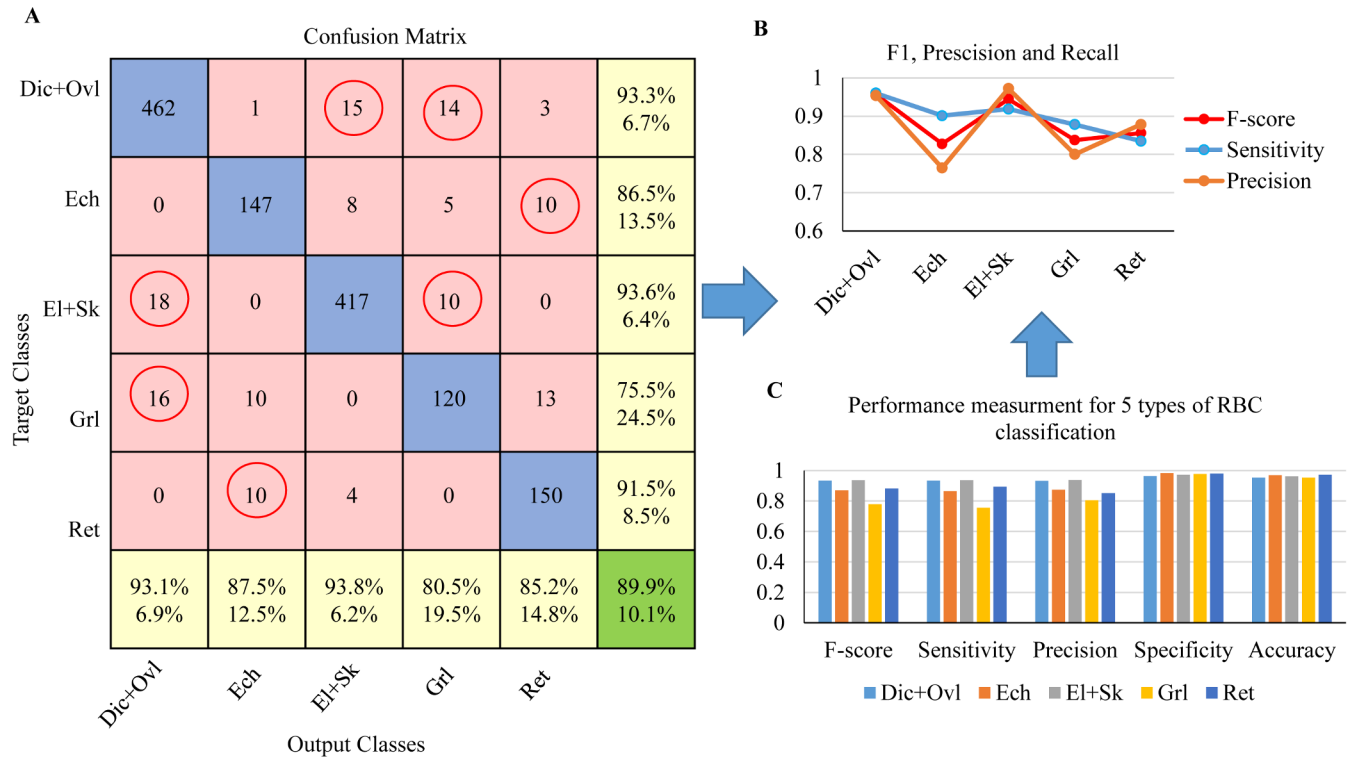 A
Confusion Matrix
Dic+Ovl 462 1 15 14 3 93.3%
6.7%
Ech 0 147 8 5 10 86.5%
13.5%
El+Sk 18 0 417 10 0 93.6%
6.4%
Grl 16 10 0 120 13 75.5%
24.5%
Ret 0 10 4 0 150 91.5%
8.5%
93.1% 87.5% 93.8% 80.5% 85.2% 89.9%
6.9% 12.5% 6.2% 19.5% 14.8% 10.1%
Dic+Ovl Ech El+Sk Grl Ret
Output Classes
Target Classes
B
F1, Prescision and Recall
1
0.9
0.8
0.7
0.6
Dic+Ovl Ech El+Sk Grl Ret
F-score
Sensitivity
Precision
C
Performance measurment for 5 types of RBC
classification
1
0.8
0.6
0.4
0.2
0
F-score Sensitivity Precision Specificity Accuracy
Dic+Ovl Ech El+Sk Grl Ret